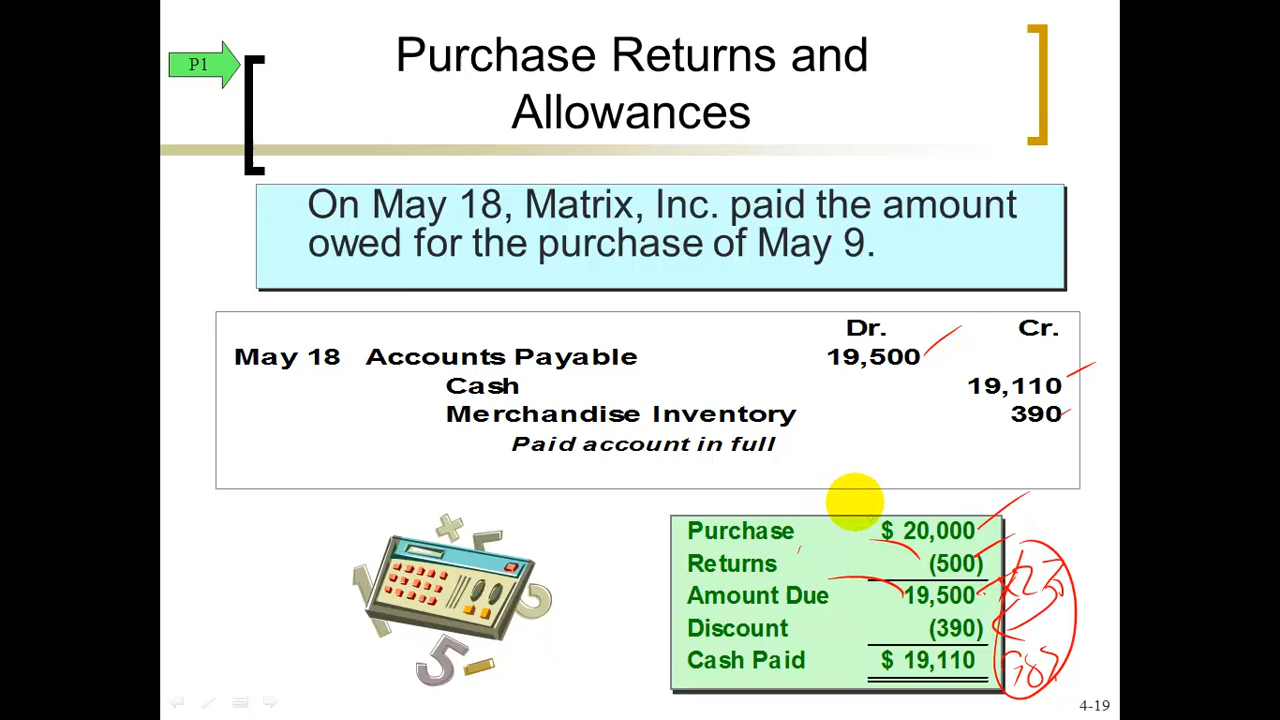 P1
Purchase Returns and
Allowances
On May 18, Matrix, Inc. paid the amount
owed for the purchase of May 9.
Dr. Cr.
May 18 Accounts Payable 19,500
Cash 19,110
Merchandise Inventory 390
Paid account in full
Purchase $ 20,000
Returns (500)
Amount Due 19,500
Discount (390)
Cash Paid $ 19,110
4-19